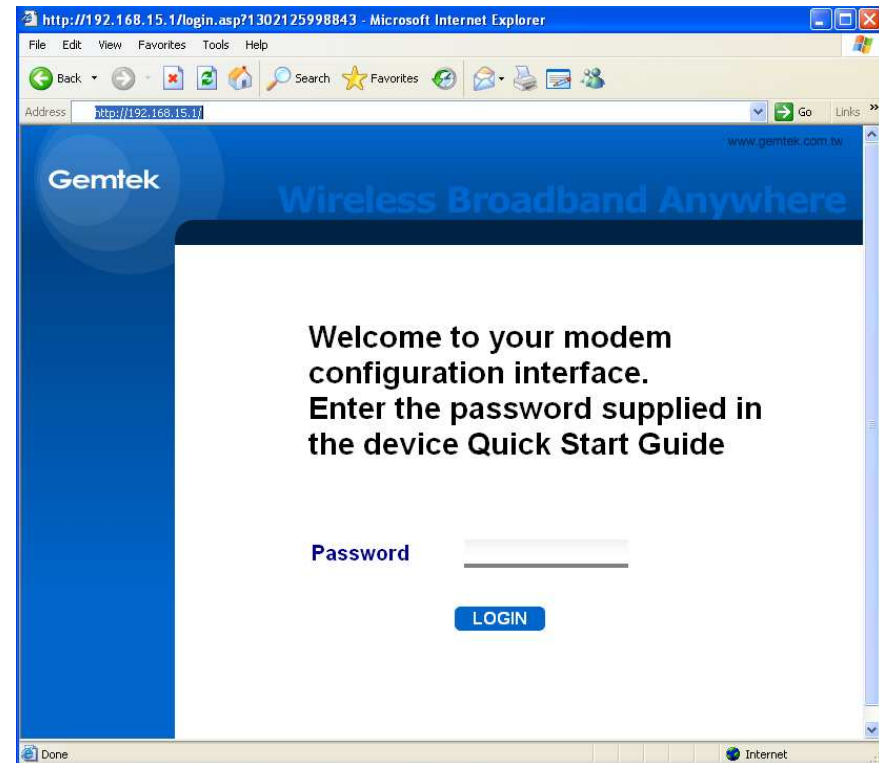 http://192.168.15.1/login.asp?1302125998843 - Microsoft Internet Explorer
File Edit View Favorites Tools Help
Back Search Favorites
Address http://192.168.15.1/ Go Links »
www.gemtek.com.tw
Gemtek
Wireless Broadband Anywhere
Welcome to your modem
configuration interface.
Enter the password supplied in
the device Quick Start Guide
Password
LOGIN
Done Internet